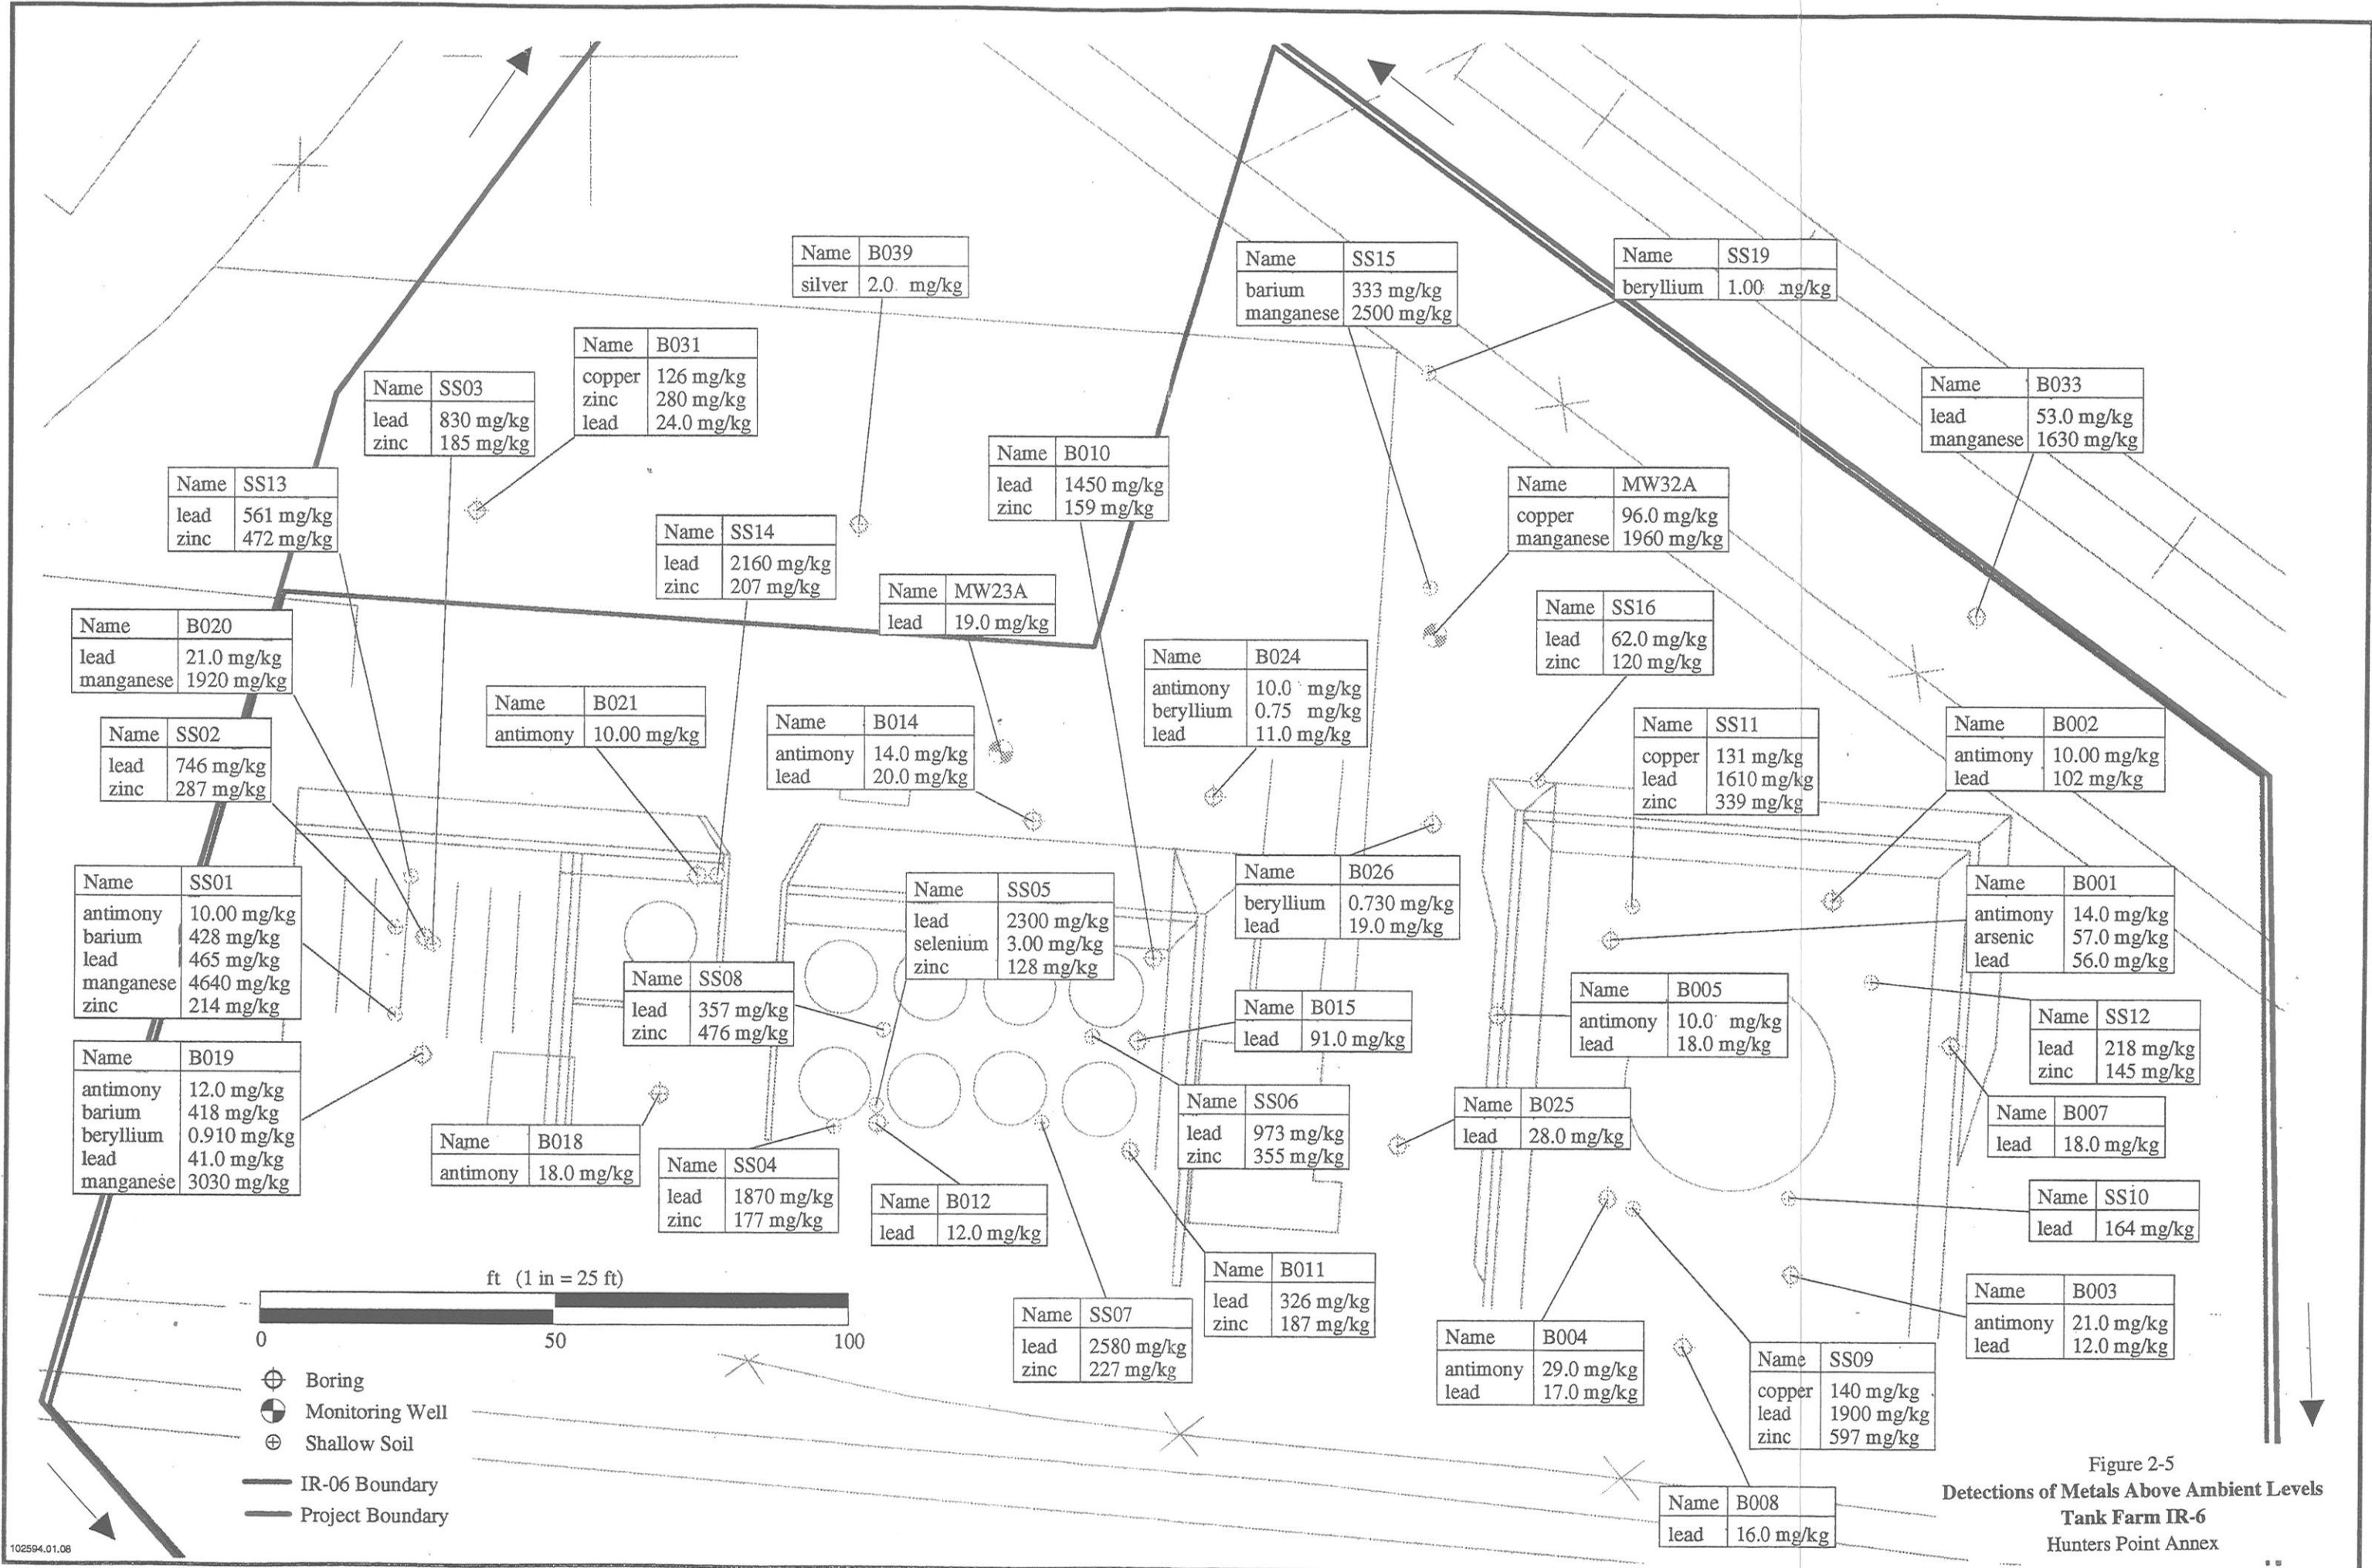 Name B039
silver 2.0 mg/kg
Name SS15
barium 333 mg/kg
manganese 2500 mg/kg
Name SS19
beryllium 1.00 mg/kg
Name B031
copper 126 mg/kg
zinc 280 mg/kg
lead 24.0 mg/kg
Name SS03
lead 830 mg/kg
zinc 185 mg/kg
Name B033
lead 53.0 mg/kg
manganese 1630 mg/kg
Name B010
lead 1450 mg/kg
zinc 159 mg/kg
Name SS13
lead 561 mg/kg
zinc 472 mg/kg
Name MW32A
copper 96.0 mg/kg
manganese 1960 mg/kg
Name SS14
lead 2160 mg/kg
zinc 207 mg/kg
Name MW23A
lead 19.0 mg/kg
Name SS16
lead 62.0 mg/kg
zinc 120 mg/kg
Name B020
lead 21.0 mg/kg
manganese 1920 mg/kg
Name B024
antimony 10.0 mg/kg
beryllium 0.75 mg/kg
lead 11.0 mg/kg
Name B021
antimony 10.00 mg/kg
Name B014
antimony 14.0 mg/kg
lead 20.0 mg/kg
Name SS11
copper 131 mg/kg
lead 1610 mg/kg
zinc 339 mg/kg
Name B002
antimony 10.00 mg/kg
lead 102 mg/kg
Name SS02
lead 746 mg/kg
zinc 287 mg/kg
Name SS01
antimony 10.00 mg/kg
barium 428 mg/kg
lead 465 mg/kg
manganese 4640 mg/kg
zinc 214 mg/kg
Name SS05
lead 2300 mg/kg
selenium 3.00 mg/kg
zinc 128 mg/kg
Name B026
beryllium 0.730 mg/kg
lead 19.0 mg/kg
Name B001
antimony 14.0 mg/kg
arsenic 57.0 mg/kg
lead 56.0 mg/kg
Name SS08
lead 357 mg/kg
zinc 476 mg/kg
Name B015
lead 91.0 mg/kg
Name B005
antimony 10.0 mg/kg
lead 18.0 mg/kg
Name SS12
lead 218 mg/kg
zinc 145 mg/kg
Name B019
antimony 12.0 mg/kg
barium 418 mg/kg
beryllium 0.910 mg/kg
lead 41.0 mg/kg
manganese 3030 mg/kg
Name SS06
lead 973 mg/kg
zinc 355 mg/kg
Name B025
lead 28.0 mg/kg
Name B007
lead 18.0 mg/kg
Name B018
antimony 18.0 mg/kg
Name SS04
lead 1870 mg/kg
zinc 177 mg/kg
Name B012
lead 12.0 mg/kg
Name SS10
lead 164 mg/kg
Name B011
lead 326 mg/kg
zinc 187 mg/kg
Name SS07
lead 2580 mg/kg
zinc 227 mg/kg
Name B003
antimony 21.0 mg/kg
lead 12.0 mg/kg
Name B004
antimony 29.0 mg/kg
lead 17.0 mg/kg
Name SS09
copper 140 mg/kg
lead 1900 mg/kg
zinc 597 mg/kg
Name B008
lead 16.0 mg/kg
ft (1 in = 25 ft)
0 50 100
Boring
Monitoring Well
Shallow Soil
IR-06 Boundary
Project Boundary
Figure 2-5
Detections of Metals Above Ambient Levels
Tank Farm IR-6
Hunters Point Annex
102594.01.08